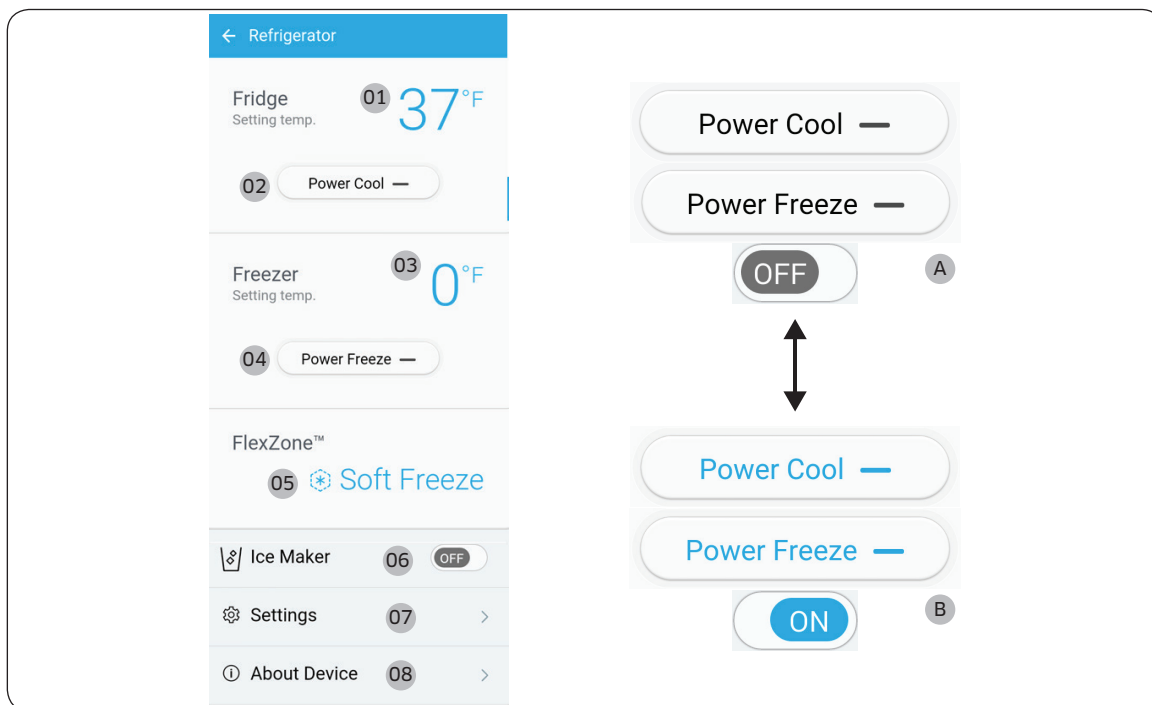 ← Refrigerator
Fridge 01 37°F
Setting temp.
02 Power Cool —
Freezer 03 0°F
Setting temp.
04 Power Freeze —
FlexZone™
05 Soft Freeze
Ice Maker 06 OFF
Settings 07 >
About Device 08 >
Power Cool —
Power Freeze —
OFF A
Power Cool —
Power Freeze —
ON B